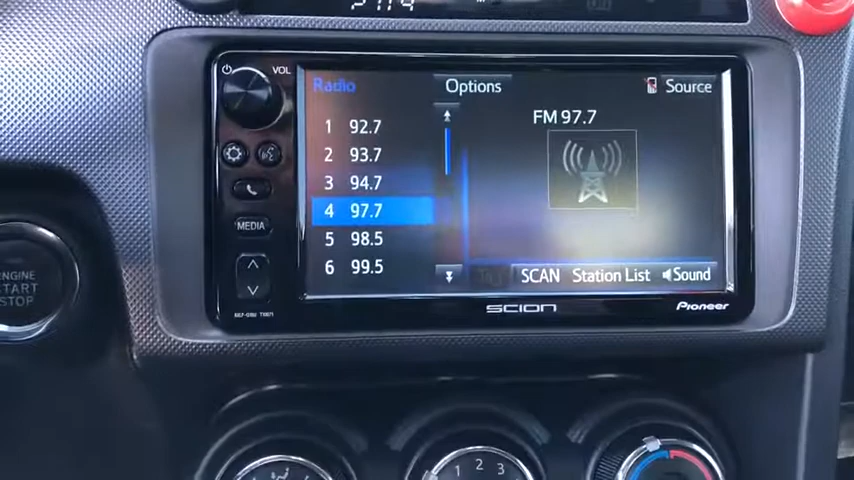 VOL
Radio
Options
Source
1 92.7
2 93.7
3 94.7
4 97.7
5 98.5
6 99.5
FM 97.7
MEDIA
SCAN
Station List
Sound
SCION
Pioneer
ENGINE
START
STOP
1 2 3